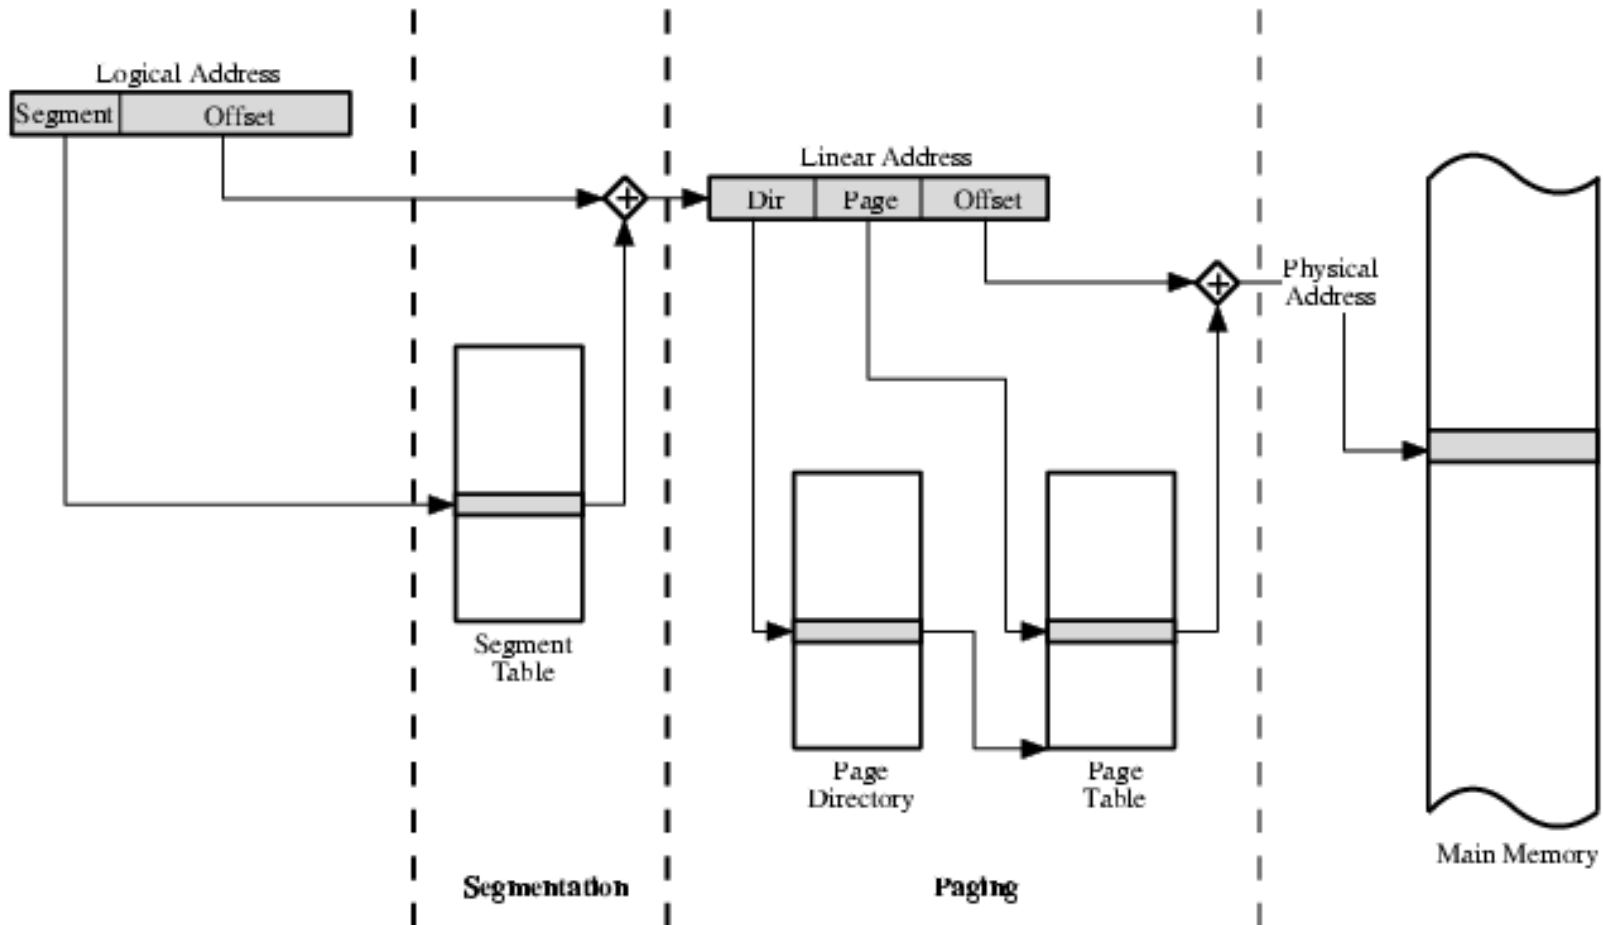 Logical Address
Segment Offset
Linear Address
Dir Page Offset
Physical
Address
Segment
Table
Page
Directory
Page
Table
Main Memory
Segmentation
Paging